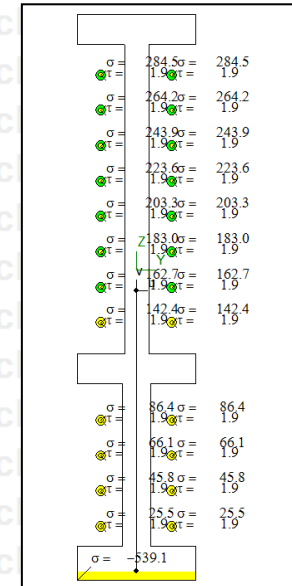 σ = 284.5 σ = 284.5
τ = 1.9 τ = 1.9
σ = 264.2 σ = 264.2
τ = 1.9 τ = 1.9
σ = 243.9 σ = 243.9
τ = 1.9 τ = 1.9
σ = 223.6 σ = 223.6
τ = 1.9 τ = 1.9
σ = 203.3 σ = 203.3
τ = 1.9 τ = 1.9
σ = 183.0 σ = 183.0
τ = 1.9 τ = 1.9
Z
Y
σ = 162.7 σ = 162.7
τ = 1.9 τ = 1.9
σ = 142.4 σ = 142.4
τ = 1.9 τ = 1.9
σ = 86.4 σ = 86.4
τ = 1.9 τ = 1.9
σ = 66.1 σ = 66.1
τ = 1.9 τ = 1.9
σ = 45.8 σ = 45.8
τ = 1.9 τ = 1.9
σ = 25.5 σ = 25.5
τ = 1.9 τ = 1.9
σ = -539.1